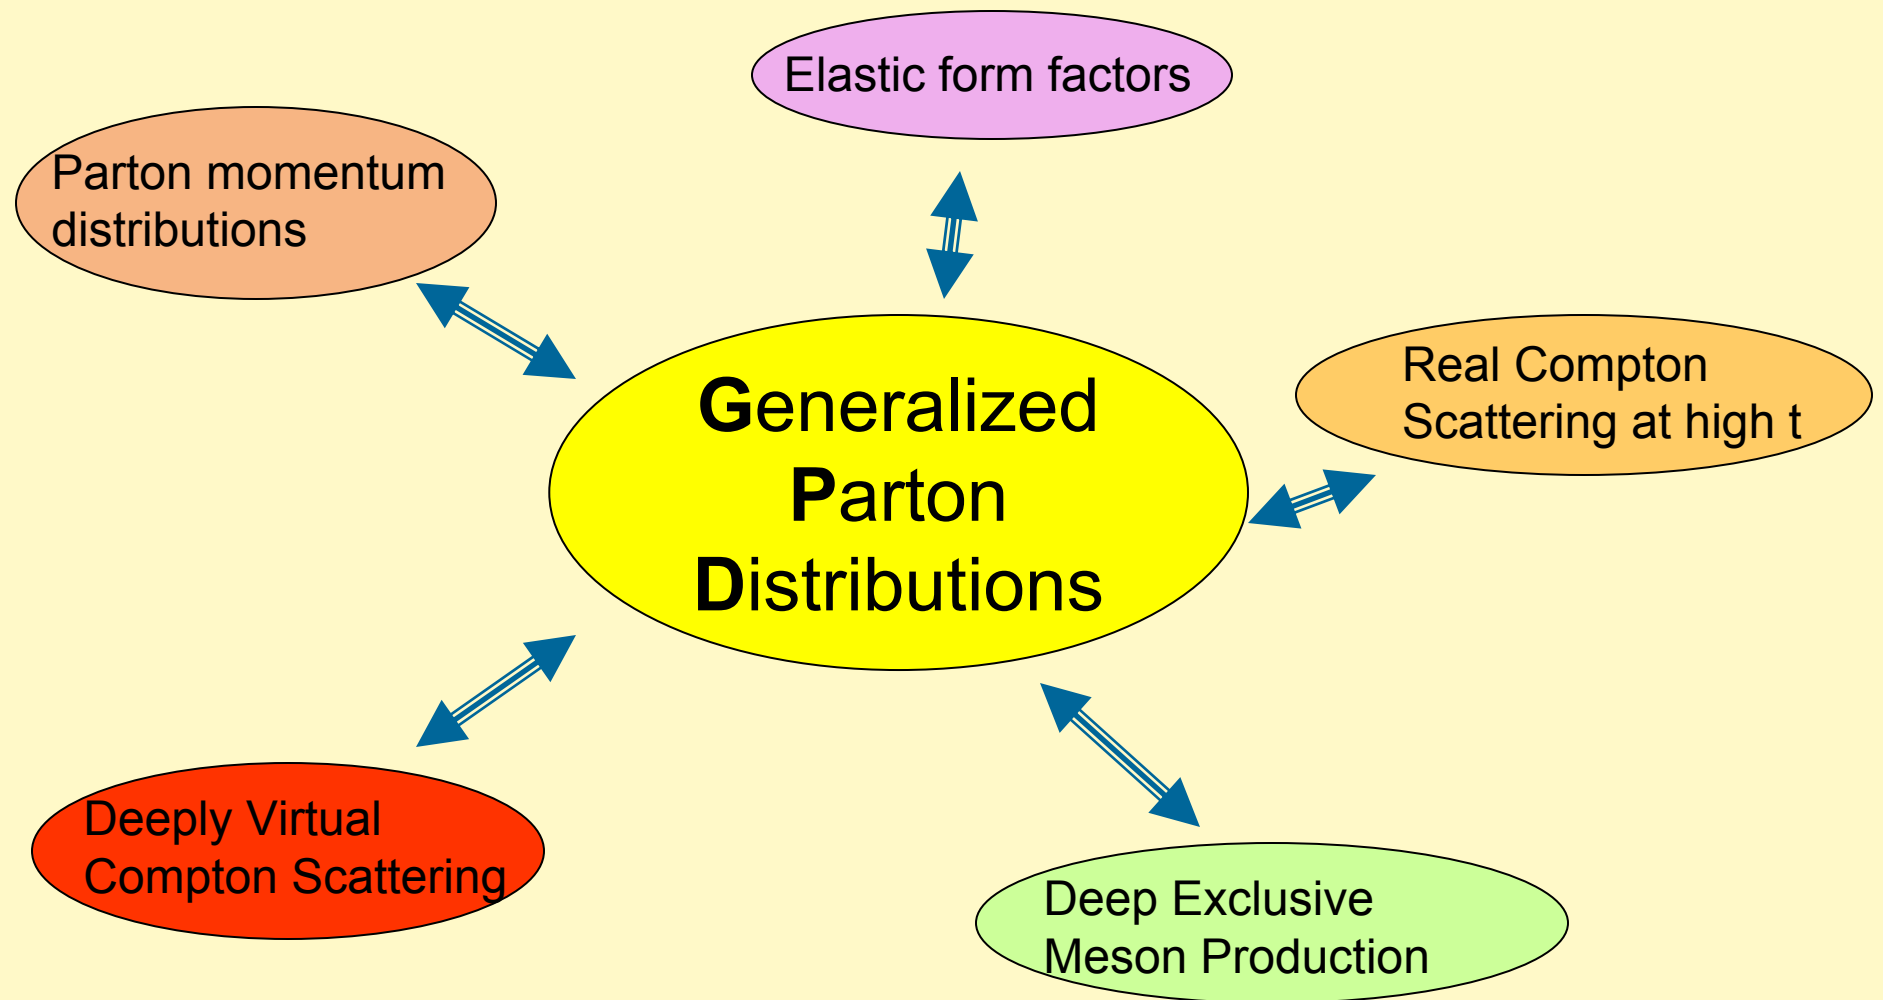 Elastic form factors
Parton momentum
distributions
Generalized
Parton
Distributions
Real Compton
Scattering at high t
Deeply Virtual
Compton Scattering
Deep Exclusive
Meson Production